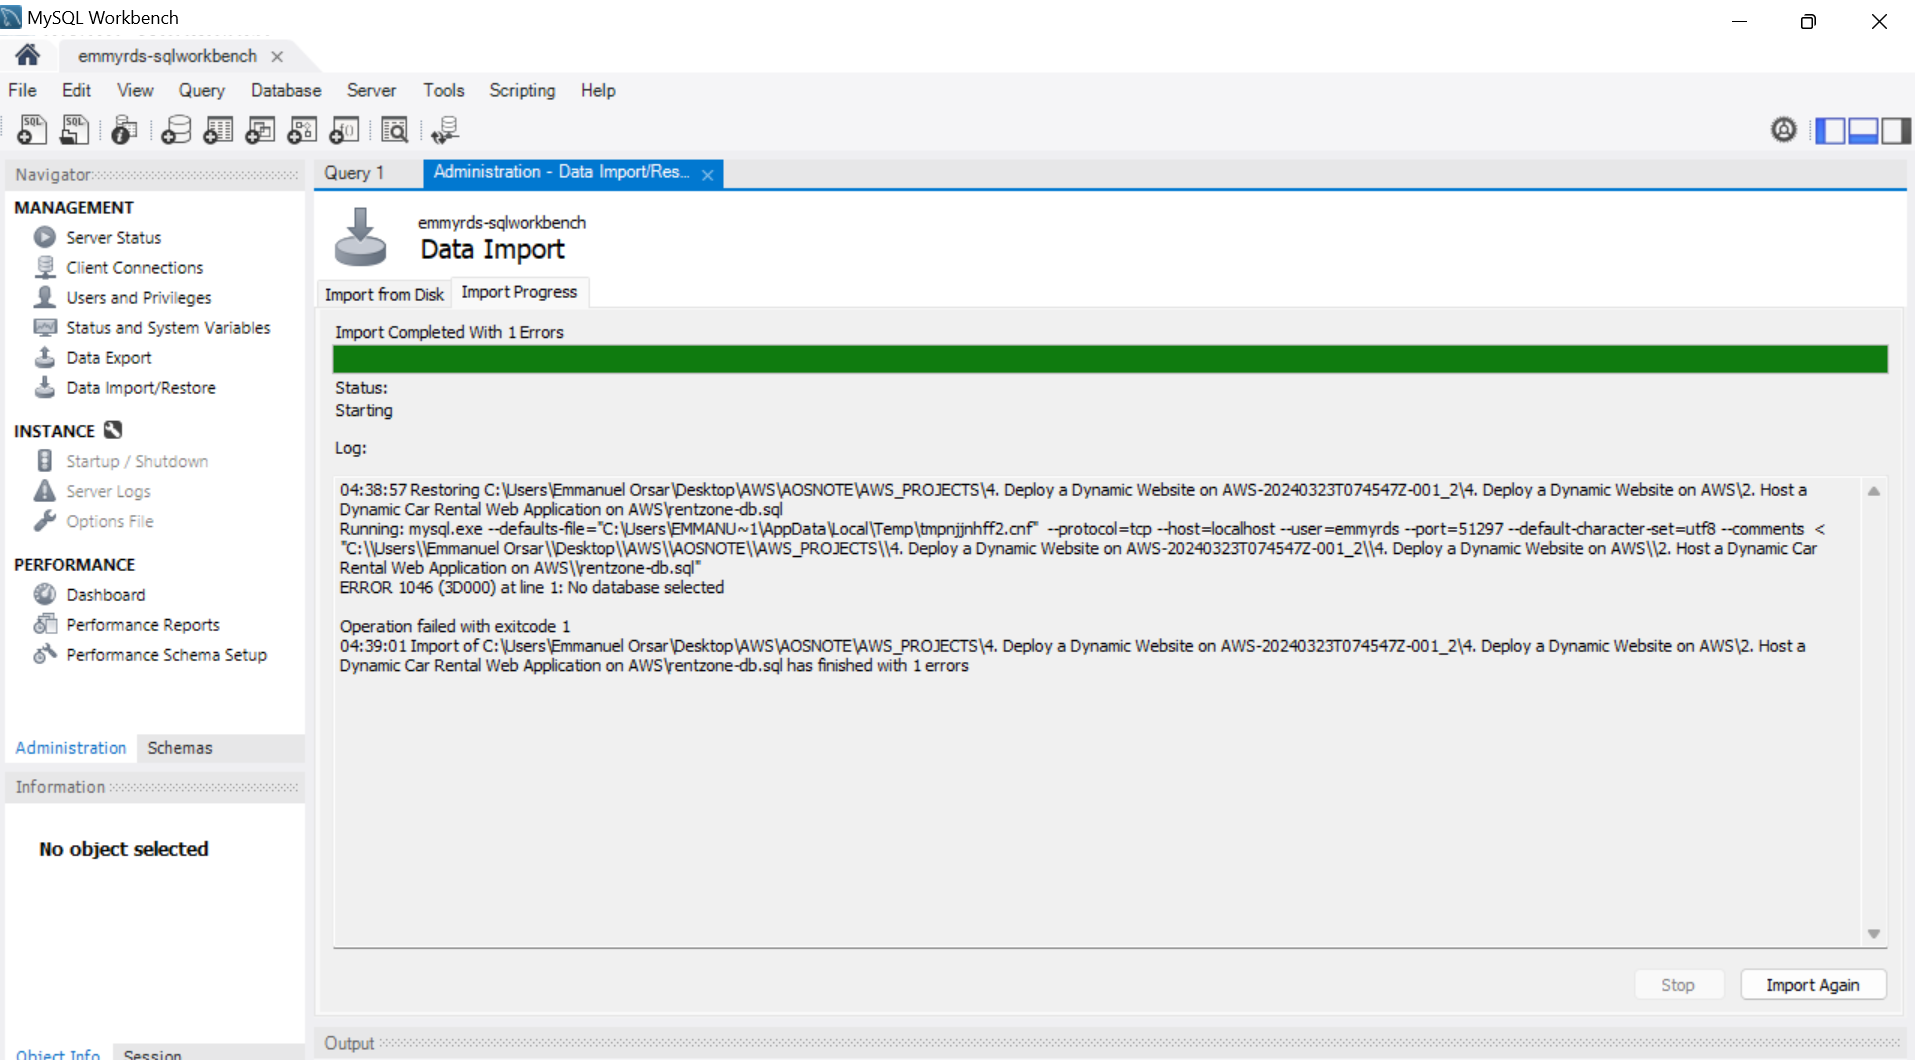 MySQL Workbench
emmyrds-sqlworkbench
File Edit View Query Database Server Tools Scripting Help
Navigator
MANAGEMENT
Server Status
Client Connections
Users and Privileges
Status and System Variables
Data Export
Data Import/Restore
INSTANCE
Startup / Shutdown
Server Logs
Options File
PERFORMANCE
Dashboard
Performance Reports
Performance Schema Setup
Administration Schemas
Information
No object selected
Object Info Session
Query 1 Administration - Data Import/Res...
emmyrds-sqlworkbench
Data Import
Import from Disk Import Progress
Import Completed With 1 Errors
Status:
Starting
Log:
04:38:57 Restoring C:\Users\Emmanuel Orsar\Desktop\AWS\AOSNOTE\AWS_PROJECTS\4. Deploy a Dynamic Website on AWS-20240323T074547Z-001_2\4. Deploy a Dynamic Website on AWS\2. Host a
Dynamic Car Rental Web Application on AWS\rentzone-db.sql
Running: mysql.exe --defaults-file="C:\Users\EMMANU~1\AppData\Local\Temp\tmpnjjnhff2.cnf"  --protocol=tcp --host=localhost --user=emmyrds --port=51297 --default-character-set=utf8 --comments  <
"C:\\Users\\Emmanuel Orsar\\Desktop\\AWS\\AOSNOTE\\AWS_PROJECTS\\4. Deploy a Dynamic Website on AWS-20240323T074547Z-001_2\\4. Deploy a Dynamic Website on AWS\\2. Host a Dynamic Car
Rental Web Application on AWS\\rentzone-db.sql"
ERROR 1046 (3D000) at line 1: No database selected
Operation failed with exitcode 1
04:39:01 Import of C:\Users\Emmanuel Orsar\Desktop\AWS\AOSNOTE\AWS_PROJECTS\4. Deploy a Dynamic Website on AWS-20240323T074547Z-001_2\4. Deploy a Dynamic Website on AWS\2. Host a
Dynamic Car Rental Web Application on AWS\rentzone-db.sql has finished with 1 errors
Stop Import Again
Output